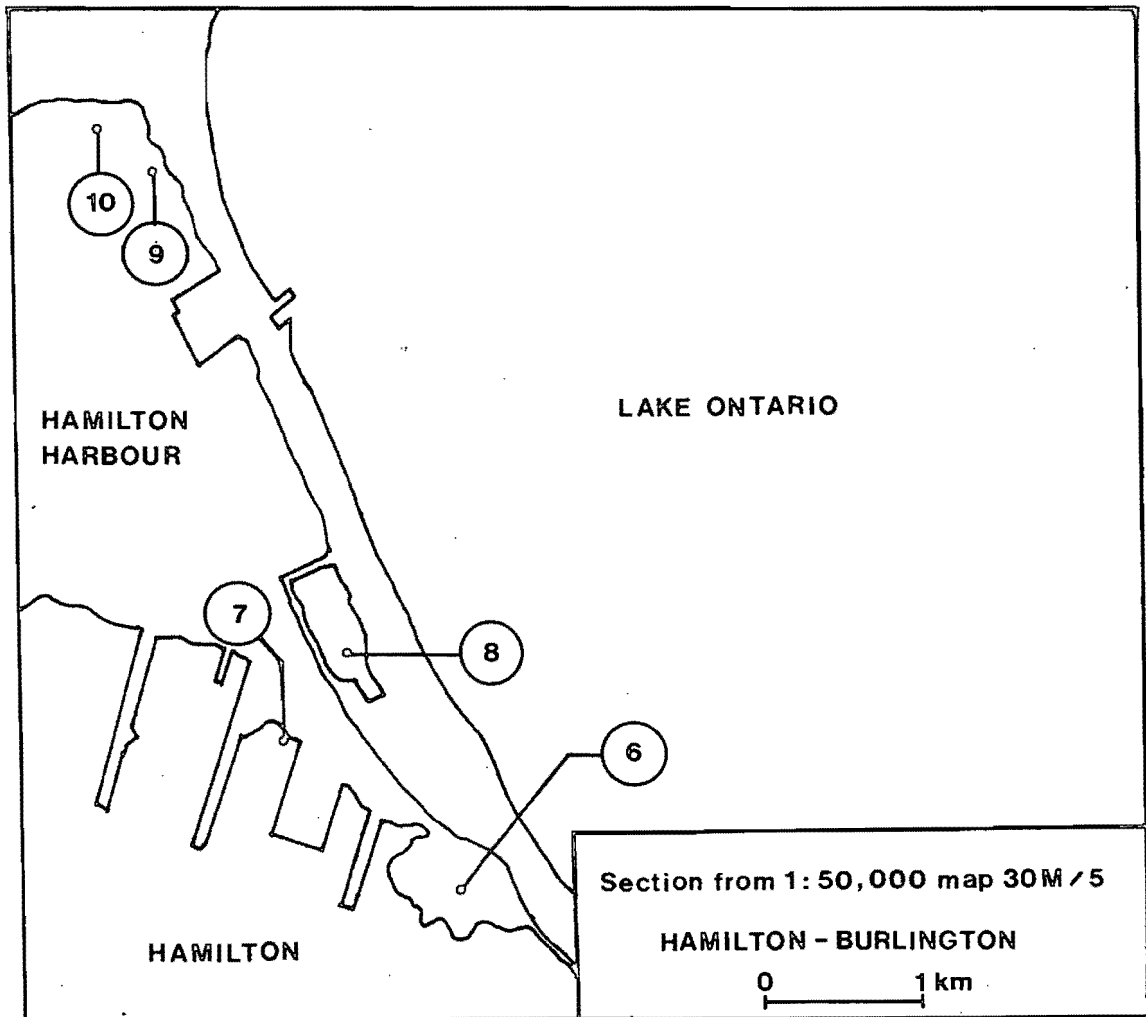 10
9
HAMILTON
HARBOUR
LAKE ONTARIO
7
8
6
HAMILTON
Section from 1:50,000 map 30M/5
HAMILTON - BURLINGTON
0 1 km